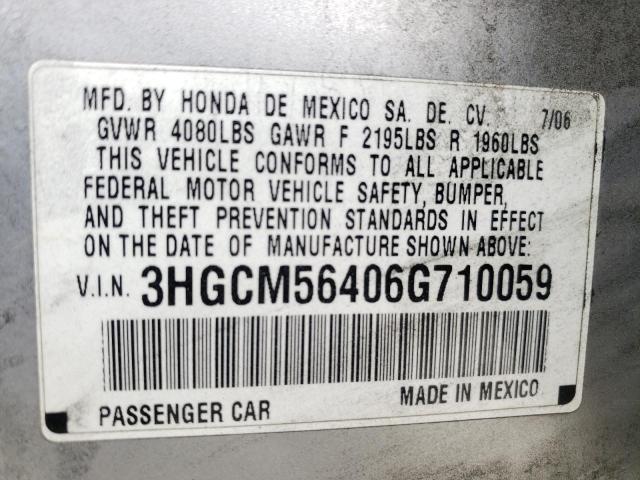 MFD. BY HONDA DE MEXICO SA. DE. CV. 7/06
GVWR 4080LBS GAWR F 2195LBS R 1960LBS
THIS VEHICLE CONFORMS TO ALL APPLICABLE
FEDERAL MOTOR VEHICLE SAFETY, BUMPER,
AND THEFT PREVENTION STANDARDS IN EFFECT
ON THE DATE OF MANUFACTURE SHOWN ABOVE:
V.I.N. 3HGCM56406G710059
PASSENGER CAR MADE IN MEXICO